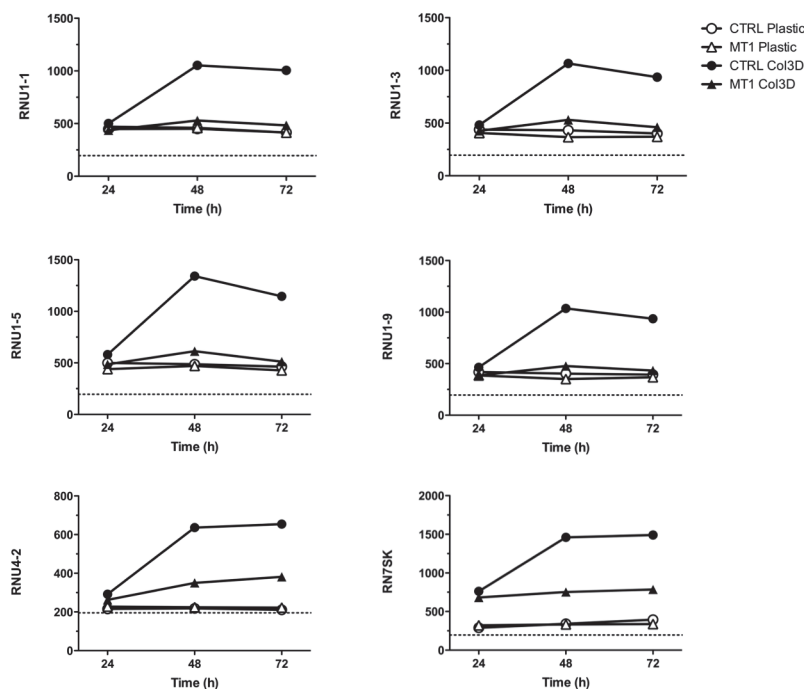 RNU1-1
1500
1000
500
0
24 48 72
Time (h)
RNU1-3
1500
1000
500
0
24 48 72
Time (h)
CTRL Plastic
MT1 Plastic
CTRL Col3D
MT1 Col3D
RNU1-5
1500
1000
500
0
24 48 72
Time (h)
RNU1-9
1500
1000
500
0
24 48 72
Time (h)
RNU4-2
800
600
400
200
0
24 48 72
Time (h)
RN7SK
2000
1500
1000
500
0
24 48 72
Time (h)